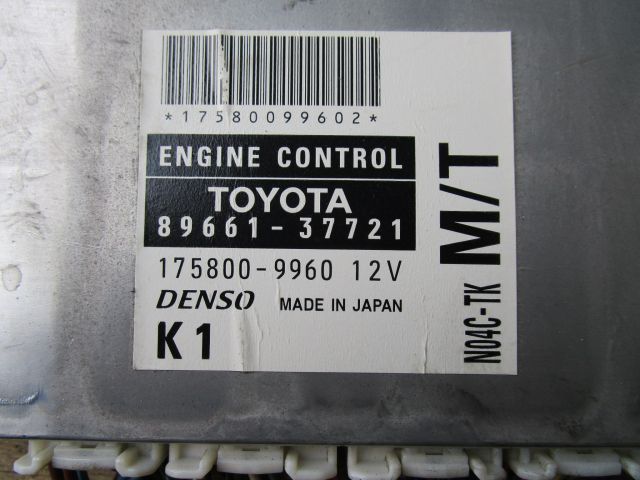 *17580099602*
ENGINE CONTROL
TOYOTA
89661-37721
175800-9960 12V
DENSO MADE IN JAPAN
K1
N04C-TK M/T